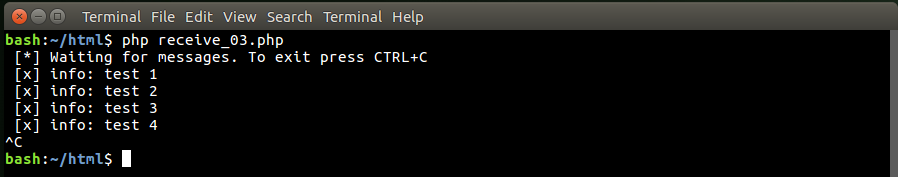 Terminal File Edit View Search Terminal Help
bash:~/html$ php receive_03.php
[*] Waiting for messages. To exit press CTRL+C
[x] info: test 1
[x] info: test 2
[x] info: test 3
[x] info: test 4
^C
bash:~/html$